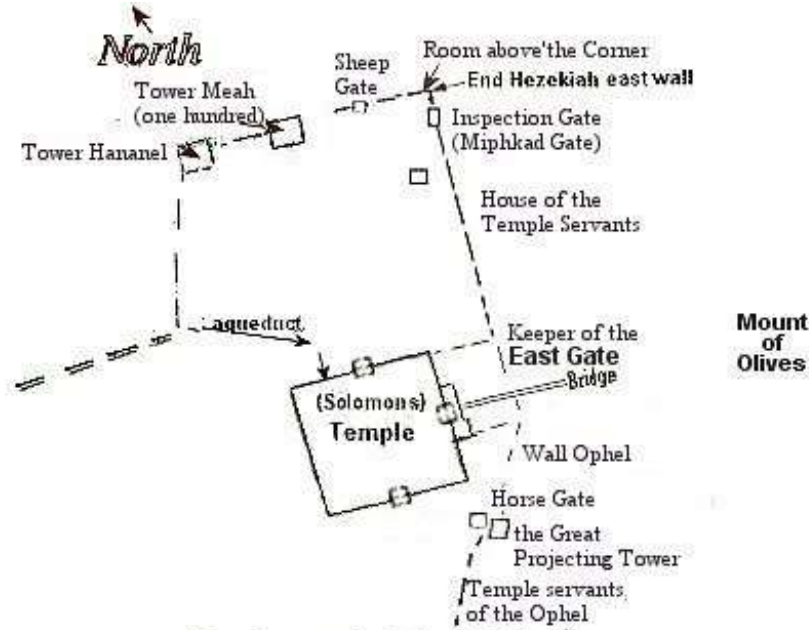 North
Room above'the Corner
End Hezekiah east wall
Sheep
Gate
Tower Meah
(one hundred)
Inspection Gate
(Miphkad Gate)
Tower Hananel
House of the
Temple Servants
aqueduct
Keeper of the
East Gate
Bridge
Mount
of
Olives
(Solomons)
Temple
Wall Ophel
Horse Gate
the Great
Projecting Tower
Temple servants
of the Ophel